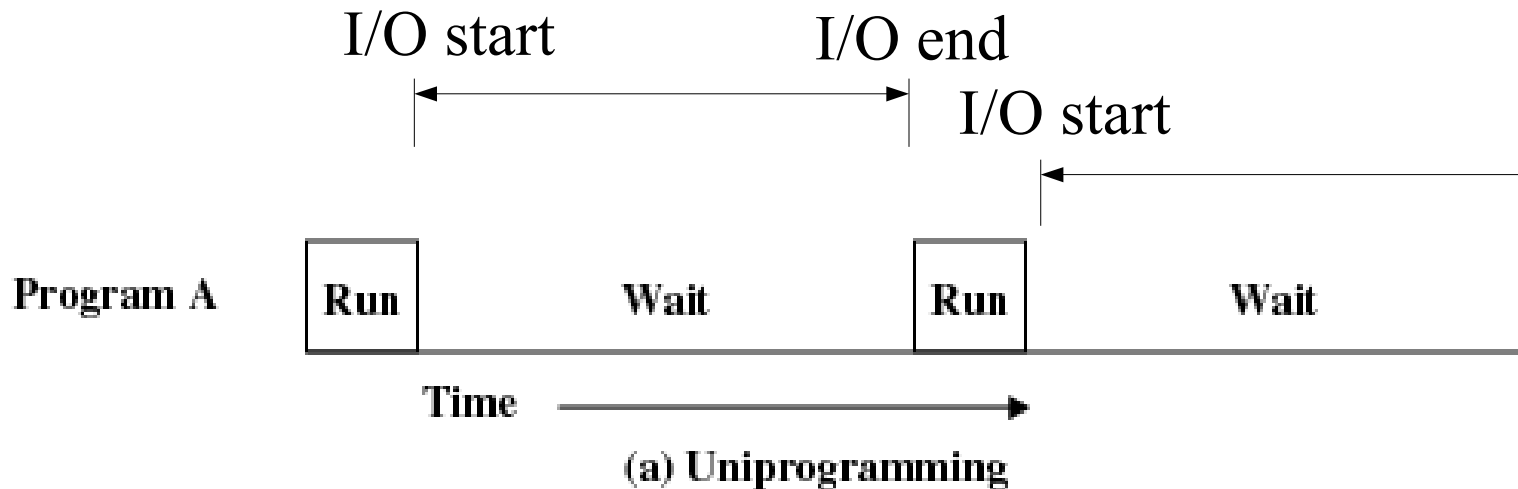 I/O start
I/O end
I/O start
Program A Run Wait Run Wait
Time
(a) Uniprogramming